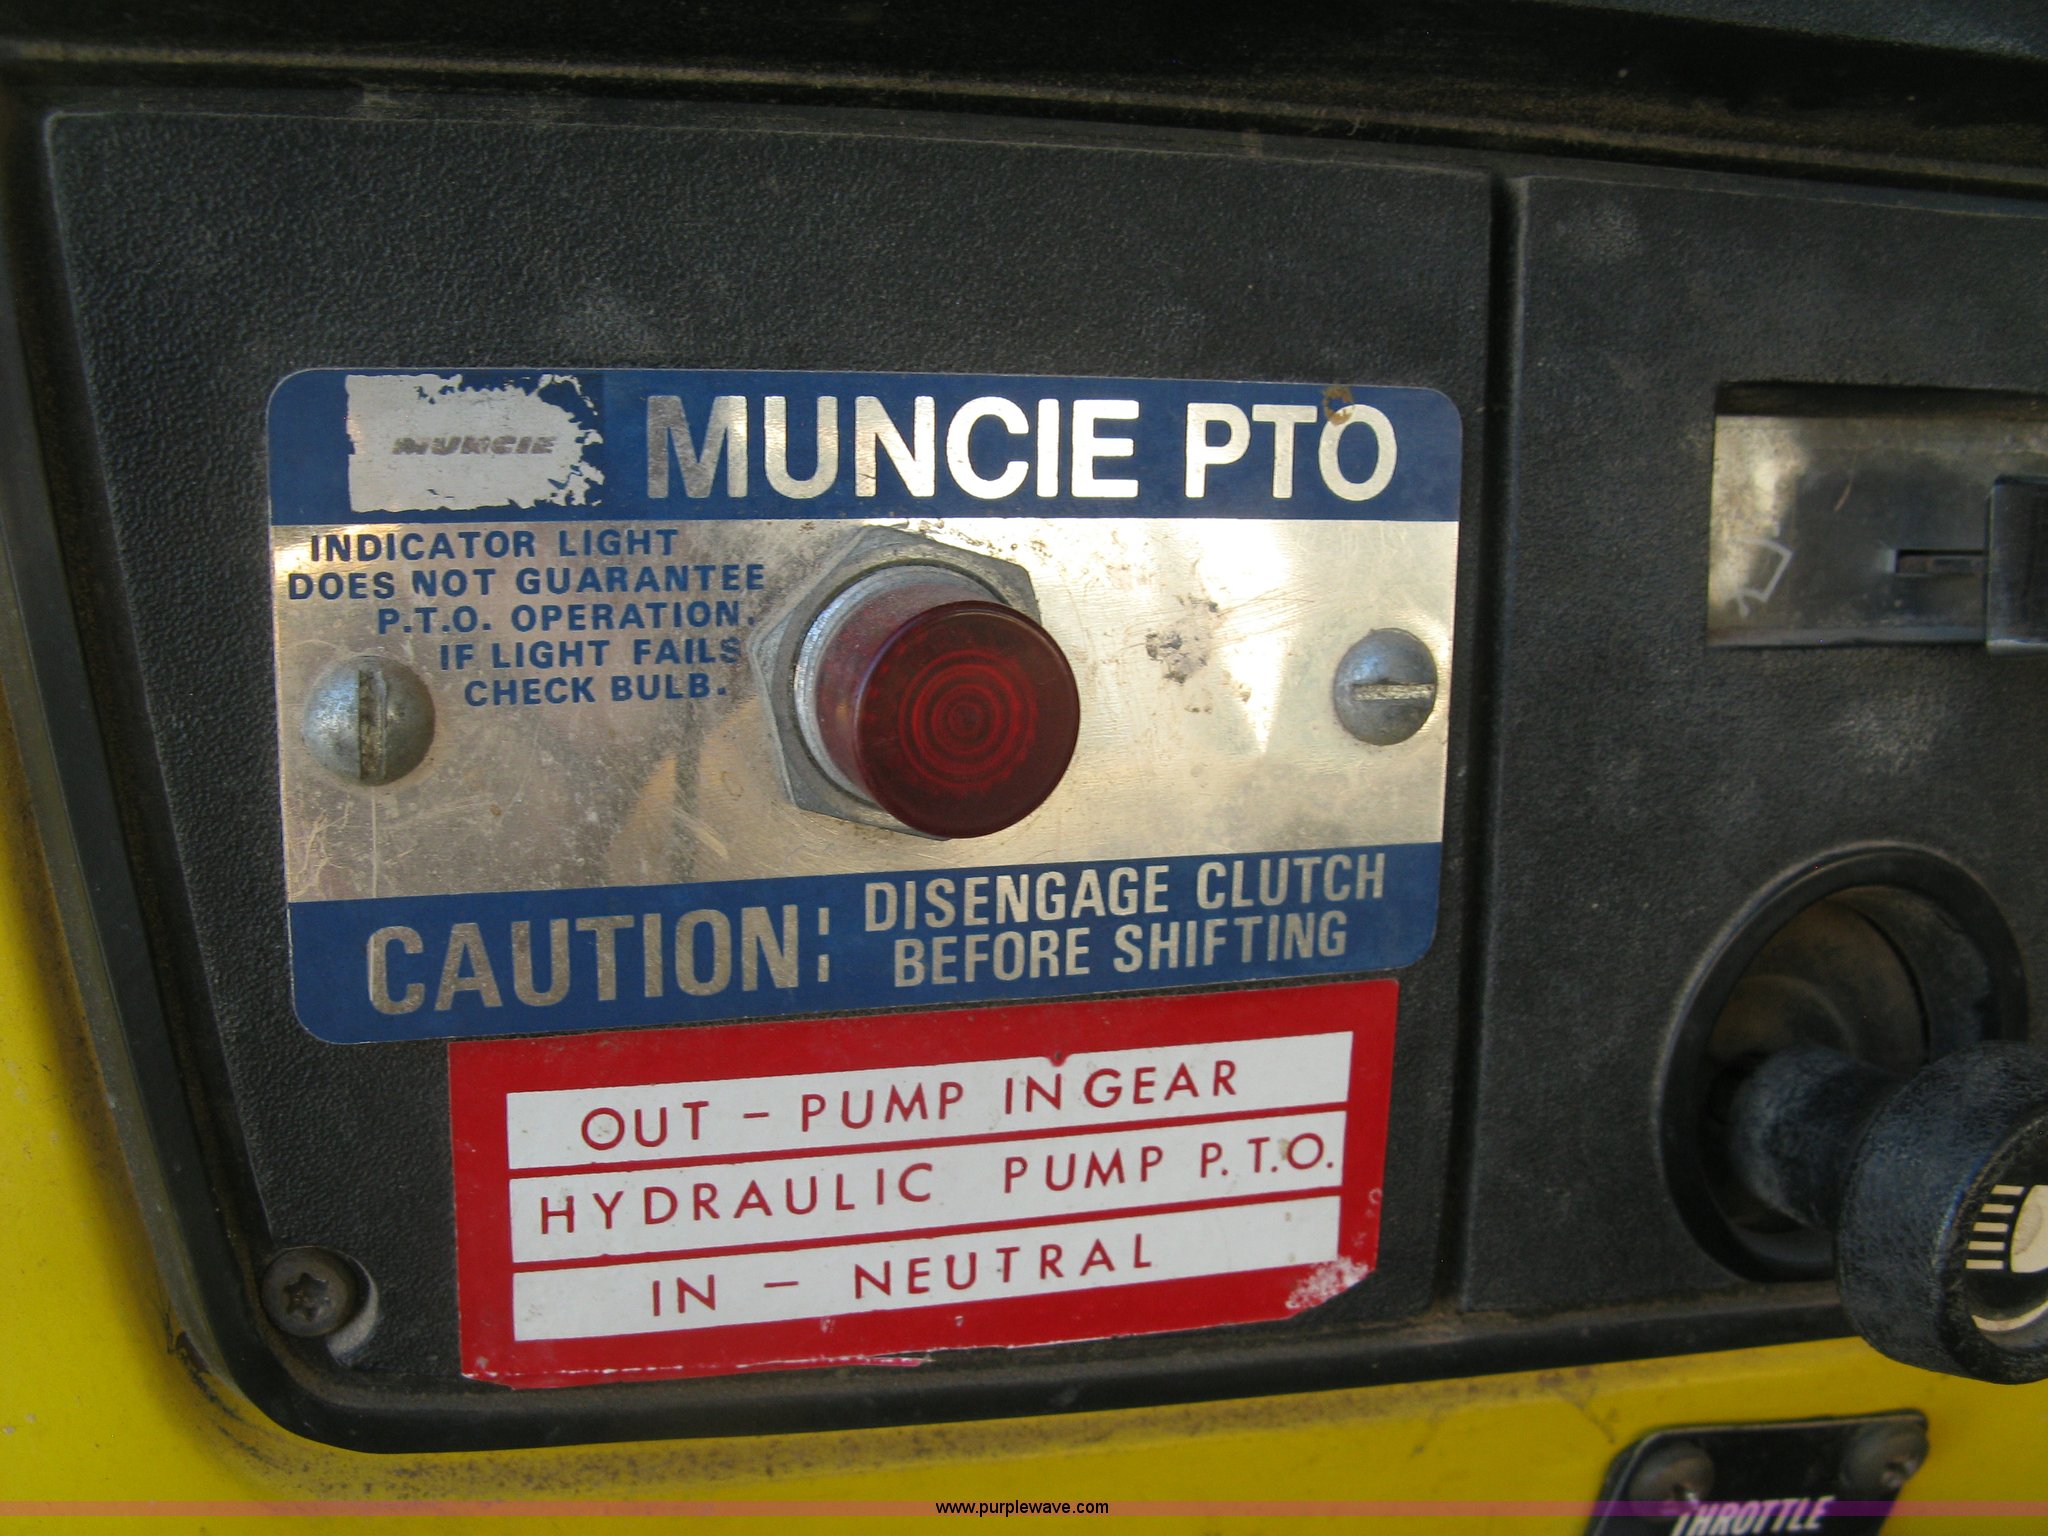 MUNCIE
MUNCIE PTO
INDICATOR LIGHT
DOES NOT GUARANTEE
P.T.O. OPERATION.
IF LIGHT FAILS
CHECK BULB.
CAUTION:
DISENGAGE CLUTCH
BEFORE SHIFTING
OUT - PUMP IN GEAR
HYDRAULIC PUMP P.T.O.
IN - NEUTRAL
THROTTLE
www.purplewave.com